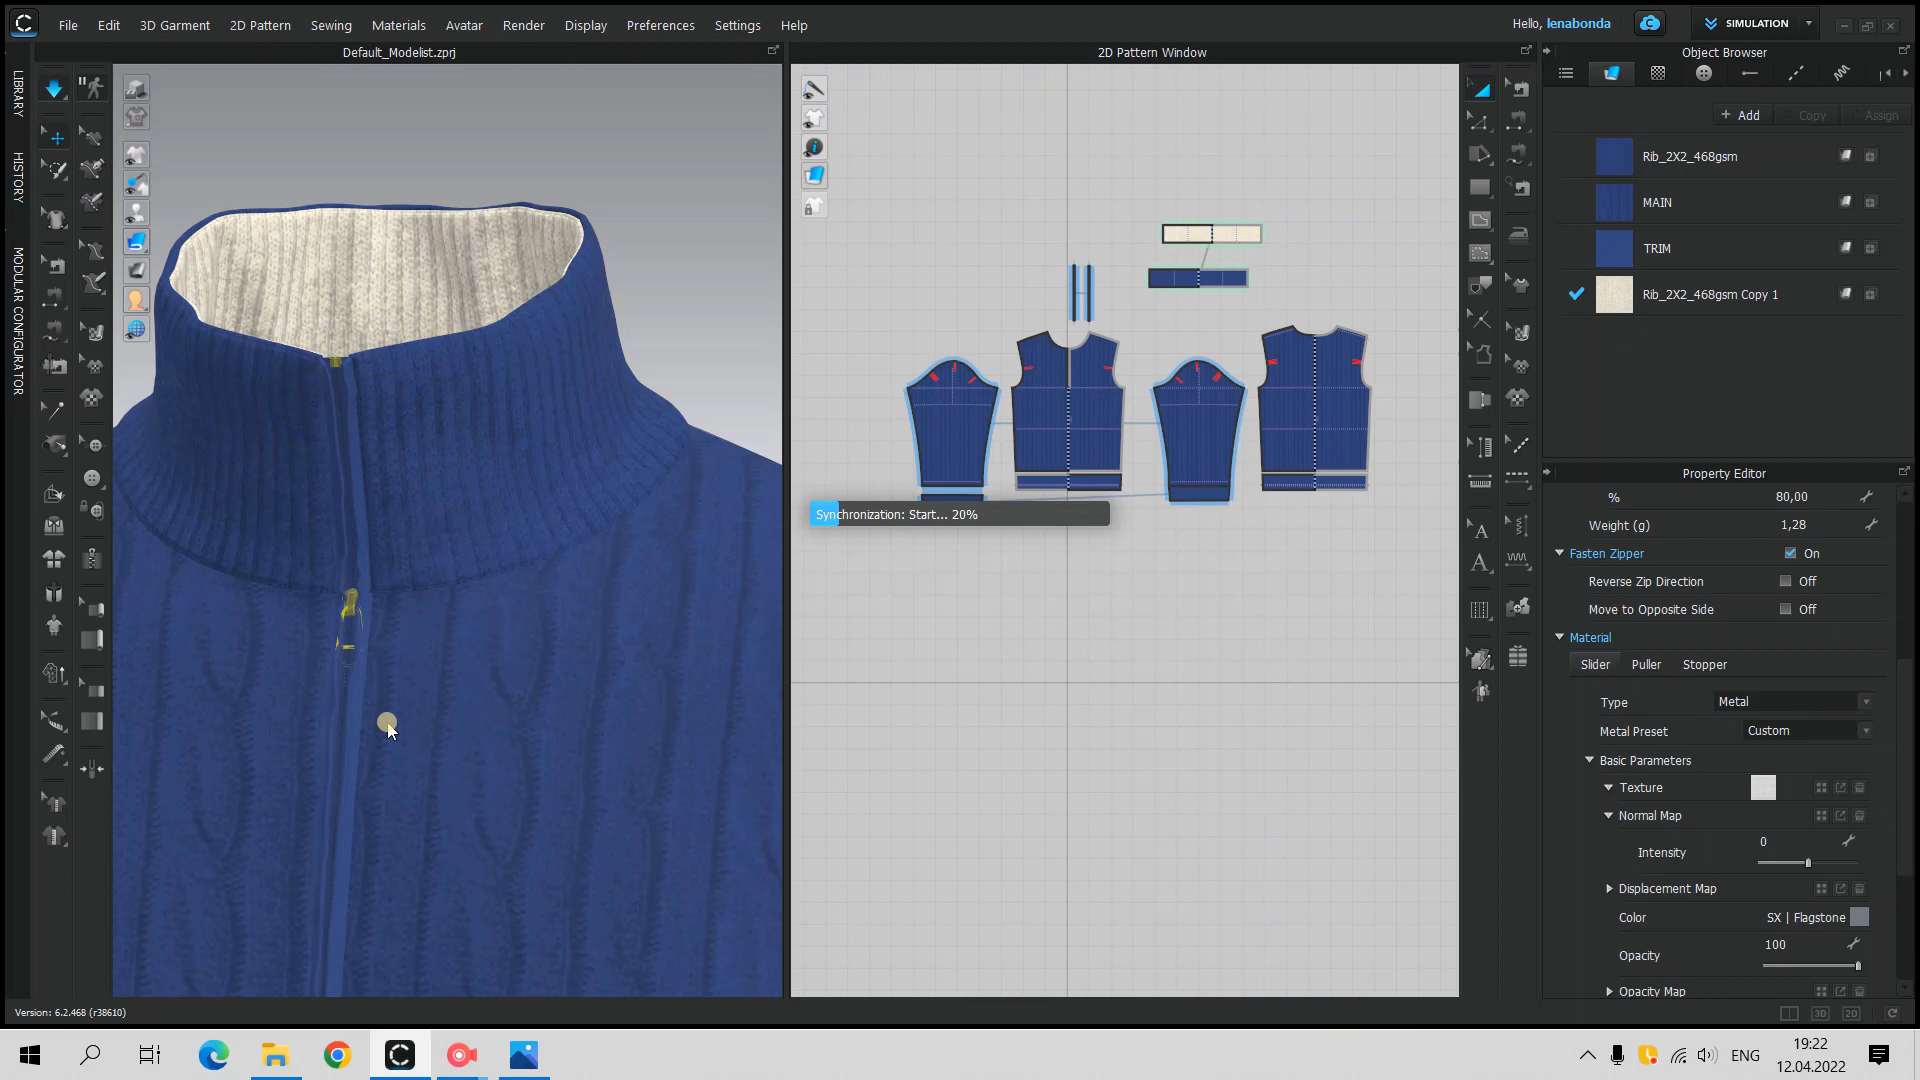 File Edit 3D Garment 2D Pattern Sewing Materials Avatar Render Display Preferences Settings Help
Hello, lenabonda
SIMULATION
Default_Modelist.zprj
2D Pattern Window
Object Browser
LIBRARY
HISTORY
MODULAR CONFIGURATOR
+ Add
Copy
Assign
Rib_2X2_468gsm
MAIN
TRIM
Rib_2X2_468gsm Copy 1
Synchronization: Start... 20%
Property Editor
% 80,00
Weight (g) 1,28
Fasten Zipper On
Reverse Zip Direction Off
Move to Opposite Side Off
Material
Slider Puller Stopper
Type Metal
Metal Preset Custom
Basic Parameters
Texture
Normal Map
Intensity 0
Displacement Map
Color SX | Flagstone
Opacity 100
Opacity Map
Version: 6.2.468 (r38610)
3D
2D
ENG
19:22
12.04.2022